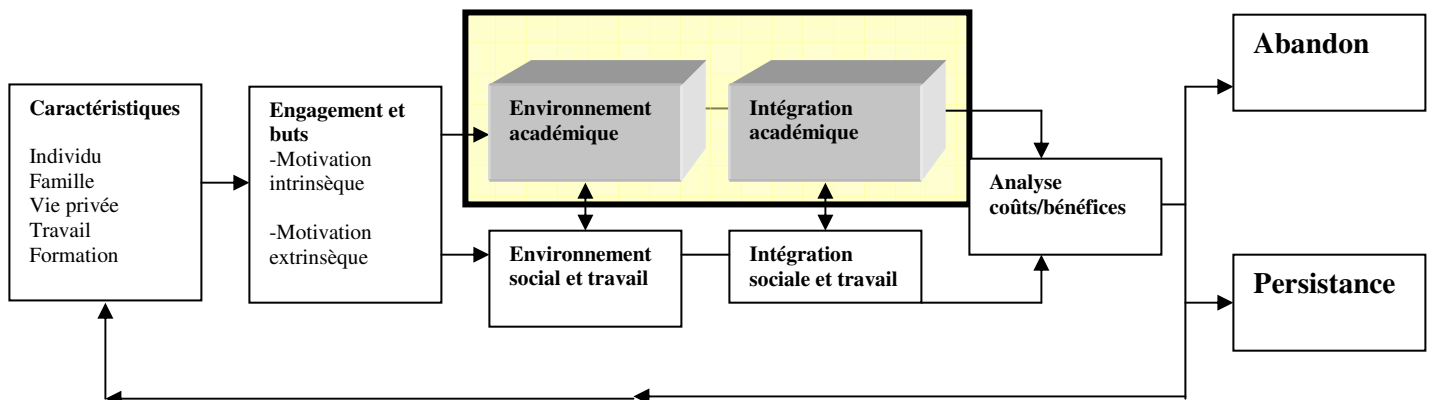 Caractéristiques
Individu
Famille
Vie privée
Travail
Formation
Engagement et
buts
-Motivation
intrinsèque
-Motivation
extrinsèque
Environnement
académique
Intégration
académique
Environnement
social et travail
Intégration
sociale et travail
Analyse
coûts/bénéfices
Abandon
Persistance